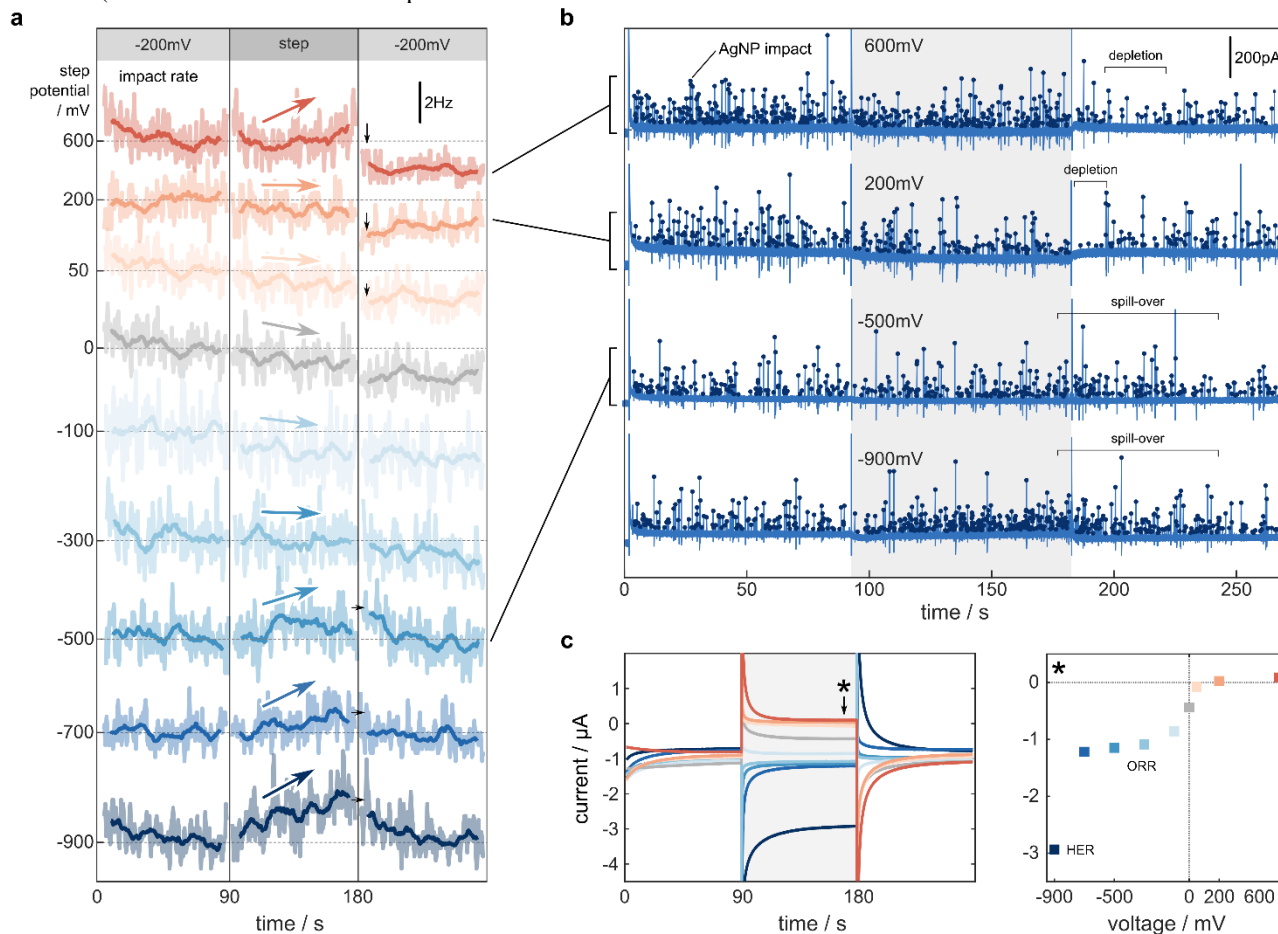 a
-200mV step -200mV
step
potential
/ mV
impact rate
2Hz
600
200
50
0
-100
-300
-500
-700
-900
0 90 180
time / s
b
AgNP impact
600mV
depletion
200pA
200mV
depletion
-500mV
spill-over
-900mV
spill-over
0 50 100 150 200 250
time / s
c
*
1
0
-1
-2
-3
-4
current / µA
0 90 180
time / s
*
0
-1
-2
-3
ORR
HER
-900 -500 0 200 600
voltage / mV